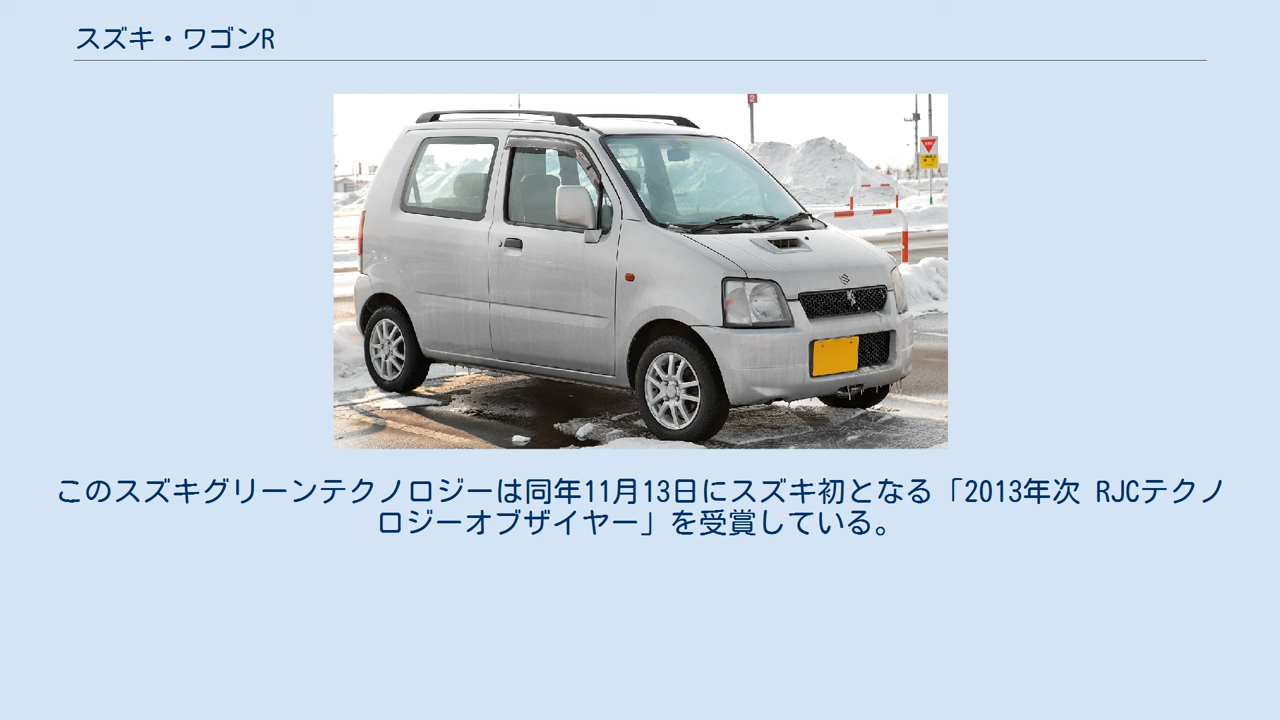 スズキ・ワゴンR
このスズキグリーンテクノロジーは同年11月13日にスズキ初となる「2013年次 RJCテクノ
ロジーオブザイヤー」を受賞している。